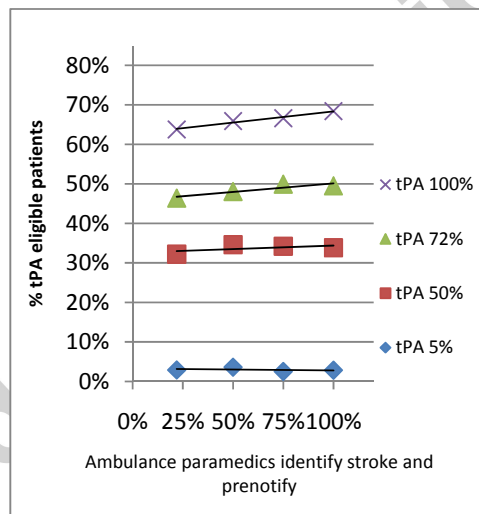 80%
70%
60%
50%
40%
30%
20%
10%
0%
% tPA eligible patients
0% 25% 50% 75% 100%
Ambulance paramedics identify stroke and
prenotify
tPA 100%
tPA 72%
tPA 50%
tPA 5%